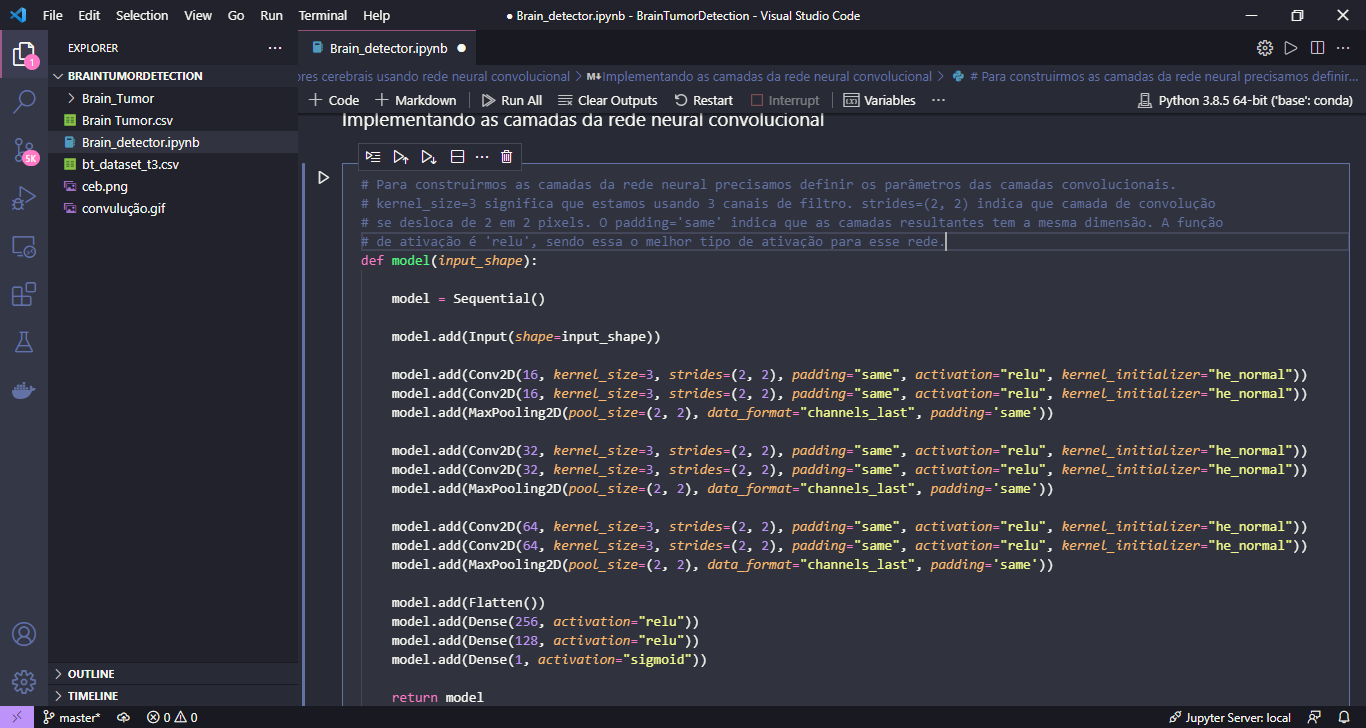 File Edit Selection View Go Run Terminal Help ● Brain_detector.ipynb - BrainTumorDetection - Visual Studio Code
EXPLORER ···
BRAINTUMORDETECTION
Brain_Tumor
Brain Tumor.csv
Brain_detector.ipynb
bt_dataset_t3.csv
ceb.png
convulução.gif
OUTLINE
TIMELINE
1
5K
Brain_detector.ipynb ●
ores cerebrais usando rede neural convolucional > M↓Implementando as camadas da rede neural convolucional > # Para construirmos as camadas da rede neural precisamos definir...
+ Code + Markdown Run All Clear Outputs Restart Interrupt Variables ··· Python 3.8.5 64-bit ('base': conda)
Implementando as camadas da rede neural convolucional
# Para construirmos as camadas da rede neural precisamos definir os parâmetros das camadas convolucionais.
# kernel_size=3 significa que estamos usando 3 canais de filtro. strides=(2, 2) indica que camada de convolução
# se desloca de 2 em 2 pixels. O padding='same' indica que as camadas resultantes tem a mesma dimensão. A função
# de ativação é 'relu', sendo essa o melhor tipo de ativação para esse rede.
def model(input_shape):
model = Sequential()
model.add(Input(shape=input_shape))
model.add(Conv2D(16, kernel_size=3, strides=(2, 2), padding="same", activation="relu", kernel_initializer="he_normal"))
model.add(Conv2D(16, kernel_size=3, strides=(2, 2), padding="same", activation="relu", kernel_initializer="he_normal"))
model.add(MaxPooling2D(pool_size=(2, 2), data_format="channels_last", padding='same'))
model.add(Conv2D(32, kernel_size=3, strides=(2, 2), padding="same", activation="relu", kernel_initializer="he_normal"))
model.add(Conv2D(32, kernel_size=3, strides=(2, 2), padding="same", activation="relu", kernel_initializer="he_normal"))
model.add(MaxPooling2D(pool_size=(2, 2), data_format="channels_last", padding='same'))
model.add(Conv2D(64, kernel_size=3, strides=(2, 2), padding="same", activation="relu", kernel_initializer="he_normal"))
model.add(Conv2D(64, kernel_size=3, strides=(2, 2), padding="same", activation="relu", kernel_initializer="he_normal"))
model.add(MaxPooling2D(pool_size=(2, 2), data_format="channels_last", padding='same'))
model.add(Flatten())
model.add(Dense(256, activation="relu"))
model.add(Dense(128, activation="relu"))
model.add(Dense(1, activation="sigmoid"))
return model
master* 0 0 Jupyter Server: local